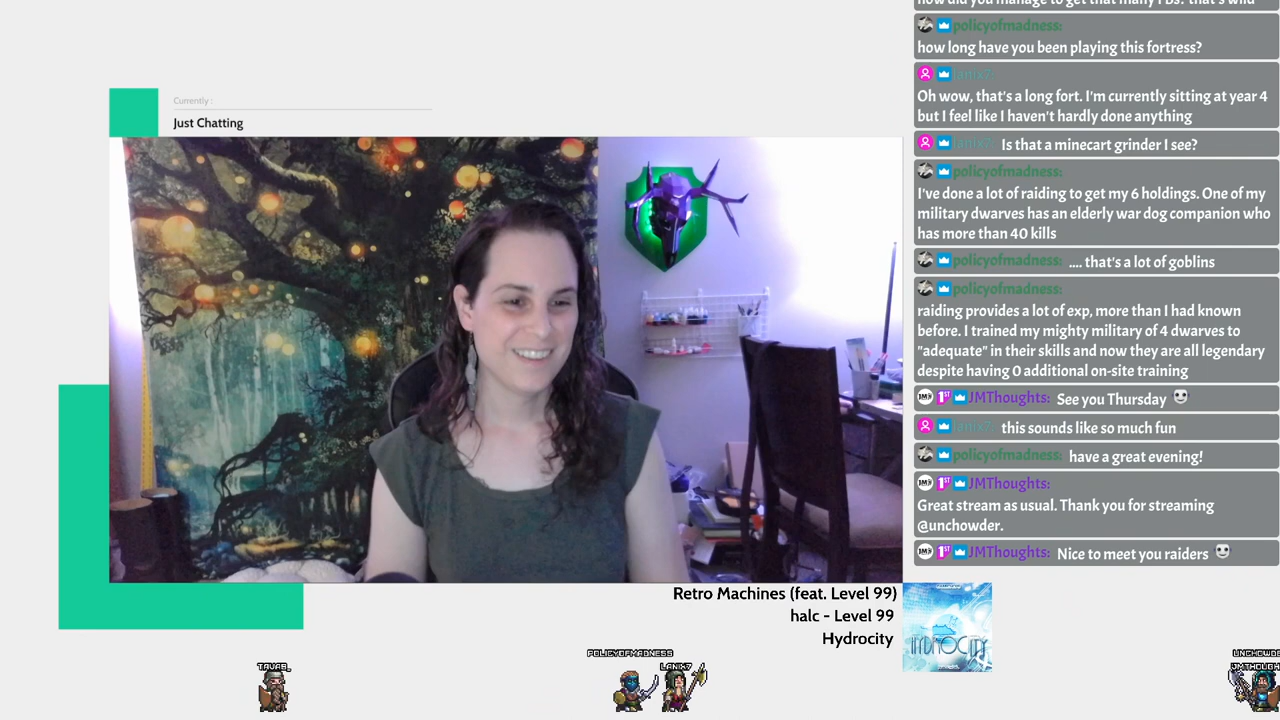 Currently :
Just Chatting
how did you manage to get that many FBs? that's wild
policyofmadness:
how long have you been playing this fortress?
lanix7:
Oh wow, that's a long fort. I'm currently sitting at year 4
but I feel like I haven't hardly done anything
lanix7: Is that a minecart grinder I see?
policyofmadness:
I've done a lot of raiding to get my 6 holdings. One of my
military dwarves has an elderly war dog companion who
has more than 40 kills
policyofmadness: .... that's a lot of goblins
policyofmadness:
raiding provides a lot of exp, more than I had known
before. I trained my mighty military of 4 dwarves to
"adequate" in their skills and now they are all legendary
despite having 0 additional on-site training
JMThoughts: See you Thursday
lanix7: this sounds like so much fun
policyofmadness: have a great evening!
JMThoughts:
Great stream as usual. Thank you for streaming
@unchowder.
JMThoughts: Nice to meet you raiders
Retro Machines (feat. Level 99)
halc - Level 99
Hydrocity
HYDROCITY
TAVAS_
POLICYOFMADNESS
LANIX7
UNCHOWDE
JMTHOUGH